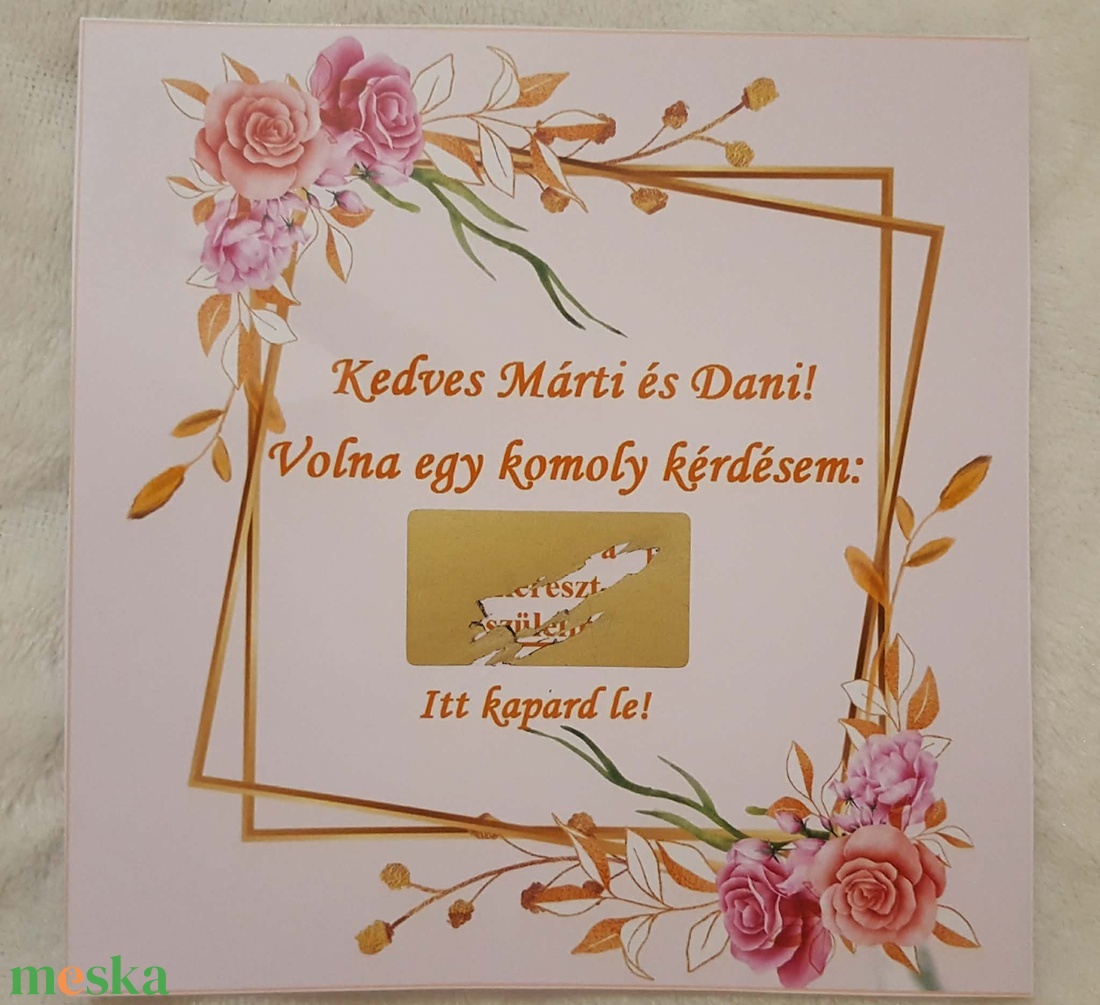 Kedves Márti és Dani!
Volna egy komoly kérdésem:
Itt kapard le!
meska